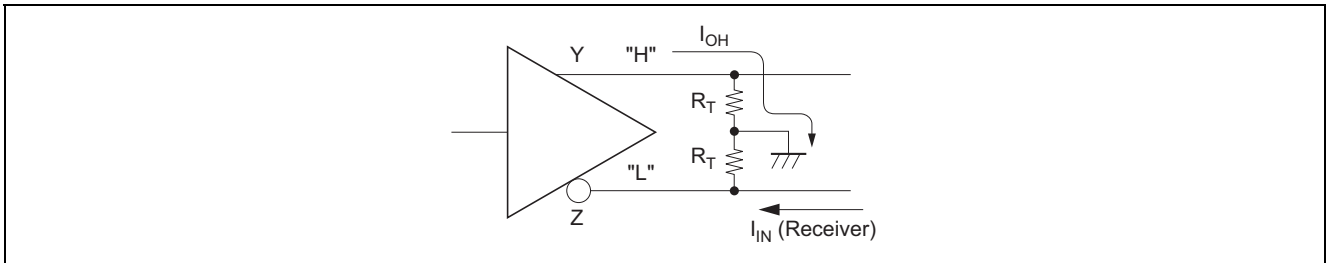 I_OH
Y "H"
R_T
R_T
"L"
Z
I_IN (Receiver)